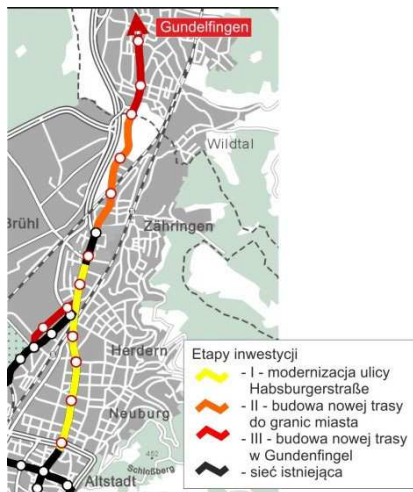 Gundelfingen
Wildtal
Brühl
Zähringen
Herdern
Neuburg
452
Schloßberg
Altstadt
Etapy inwestycji
- I - modernizacja ulicy
Habsburgerstraße
- II - budowa nowej trasy
do granic miasta
- III - budowa nowej trasy
w Gundenfingel
- sieć istniejąca